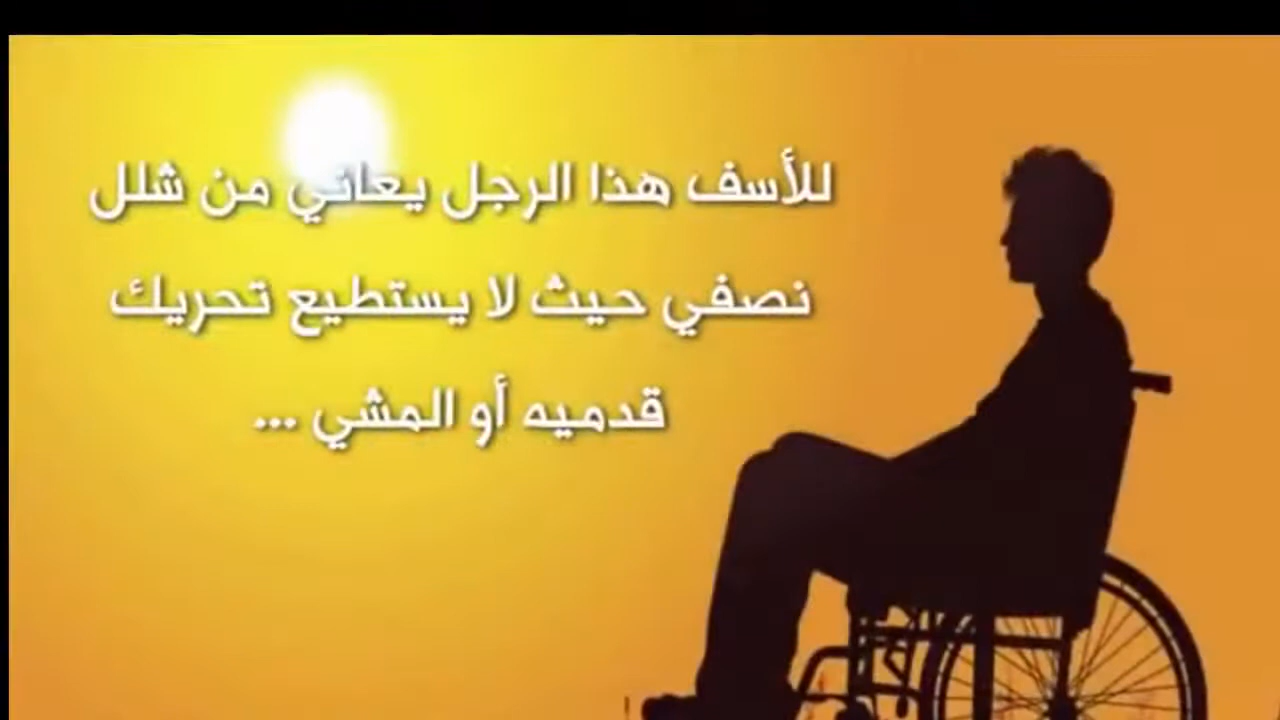 للأسف هذا الرجل يعاني من شلل
نصفي حيث لا يستطيع تحريك
قدميه أو المشي ...